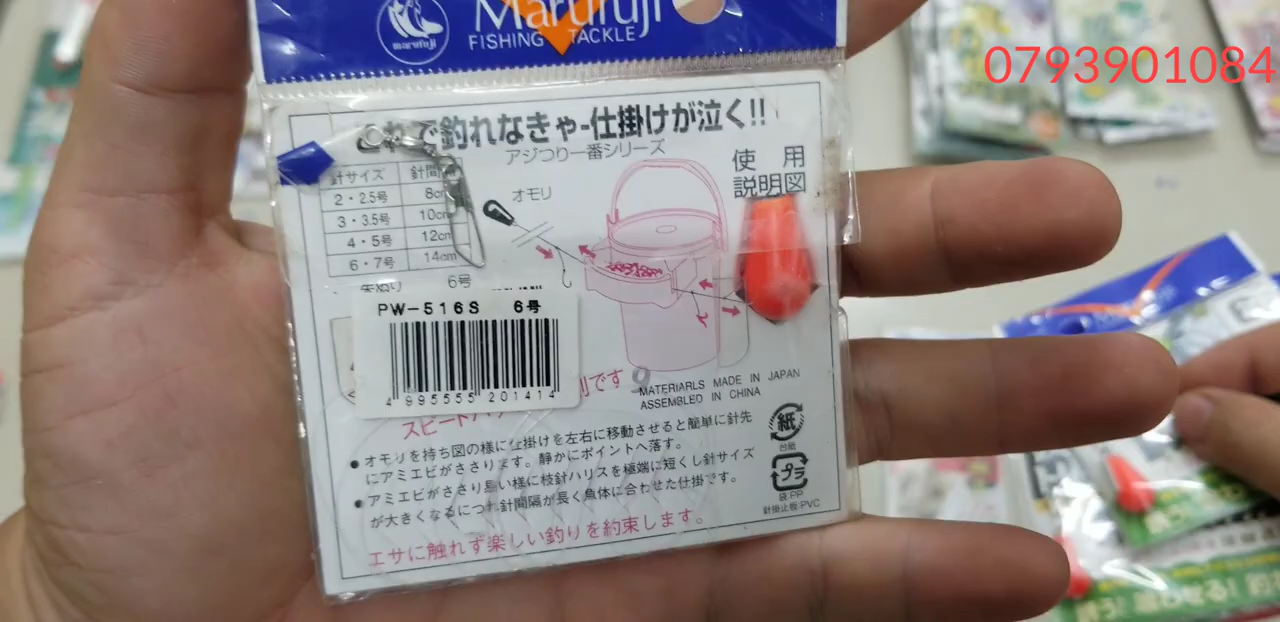 0793901084
marufuji
Marufuji
FISHING TACKLE
これで釣れなきゃ-仕掛けが泣く!!
アジつり一番シリーズ
使用
説明図
針サイズ 針間
2・2.5号 8c
3・3.5号 10cm
4・5号 12cm
6・7号 14cm
6号
オモリ
PW-516S 6号
4 995555 201414
です
MATERIARLS MADE IN JAPAN
ASSEMBLED IN CHINA
スピード
●オモリを持ち図の様に仕掛けを左右に移動させると簡単に針先
にアミエビがささります。静かにポイントへ落す。
●アミエビがささり易い様に枝針ハリスを極端に短くし針サイズ
が大きくなるにつれ針間隔が長く魚体に合わせた仕掛です。
エサに触れず楽しい釣りを約束します。
紙
台紙
プラ
袋:PP
針掛止板:PVC